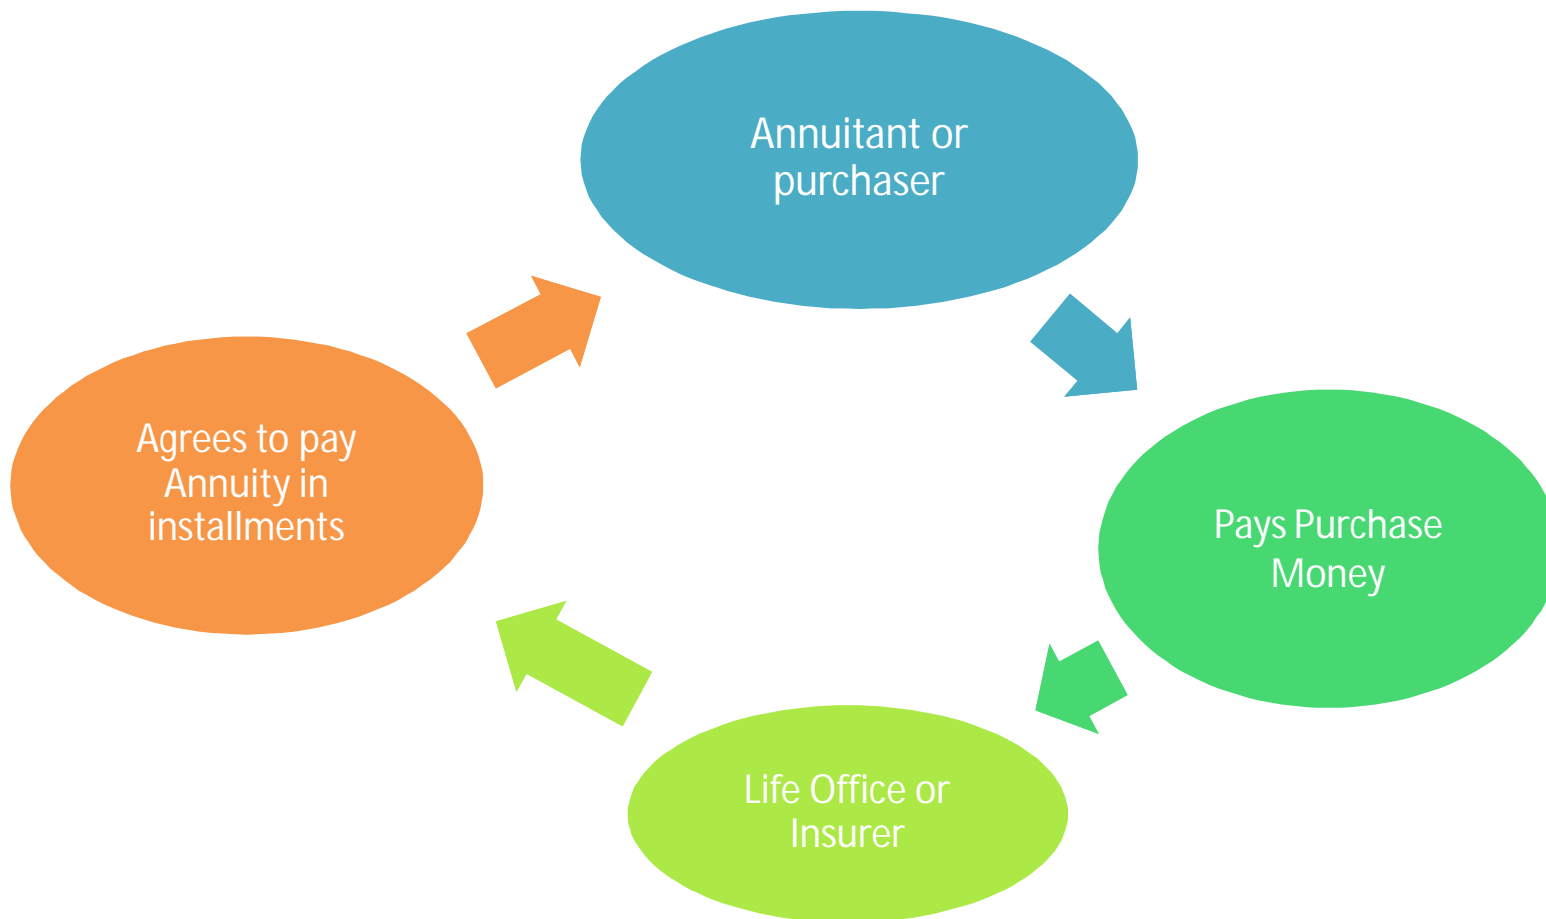 Annuitant or
purchaser
Pays Purchase
Money
Life Office or
Insurer
Agrees to pay
Annuity in
installments